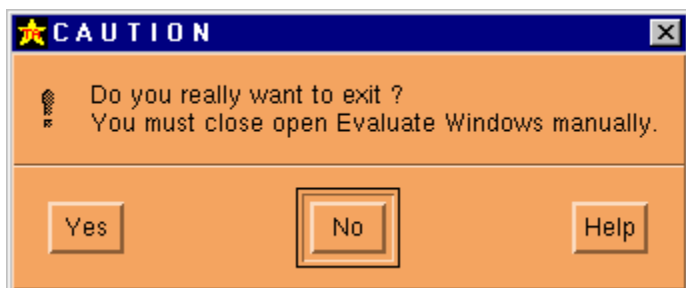 CAUTION
Do you really want to exit ?
You must close open Evaluate Windows manually.
Yes
No
Help